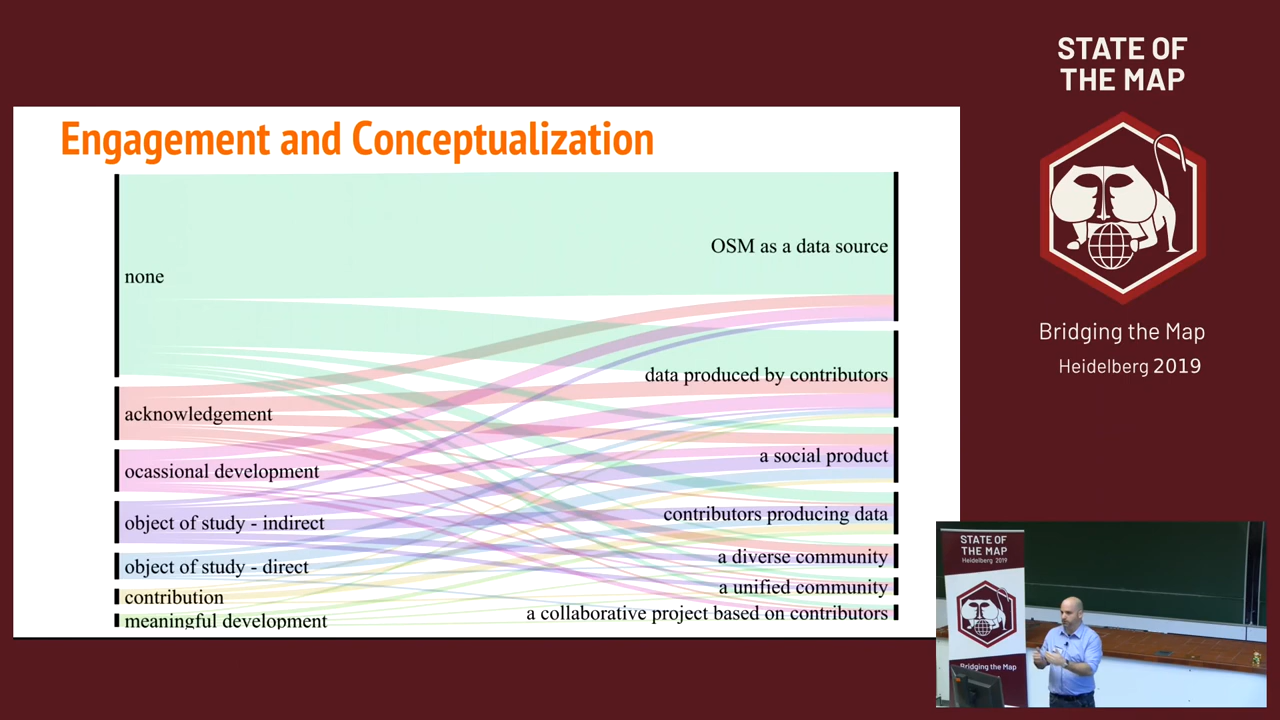 Engagement and Conceptualization
none
acknowledgement
ocassional development
object of study - indirect
object of study - direct
contribution
meaningful development
OSM as a data source
data produced by contributors
a social product
contributors producing data
a diverse community
a unified community
a collaborative project based on contributors
STATE OF
THE MAP
Bridging the Map
Heidelberg 2019
STATE OF
THE MAP
Heidelberg 2019
Bridging the Map